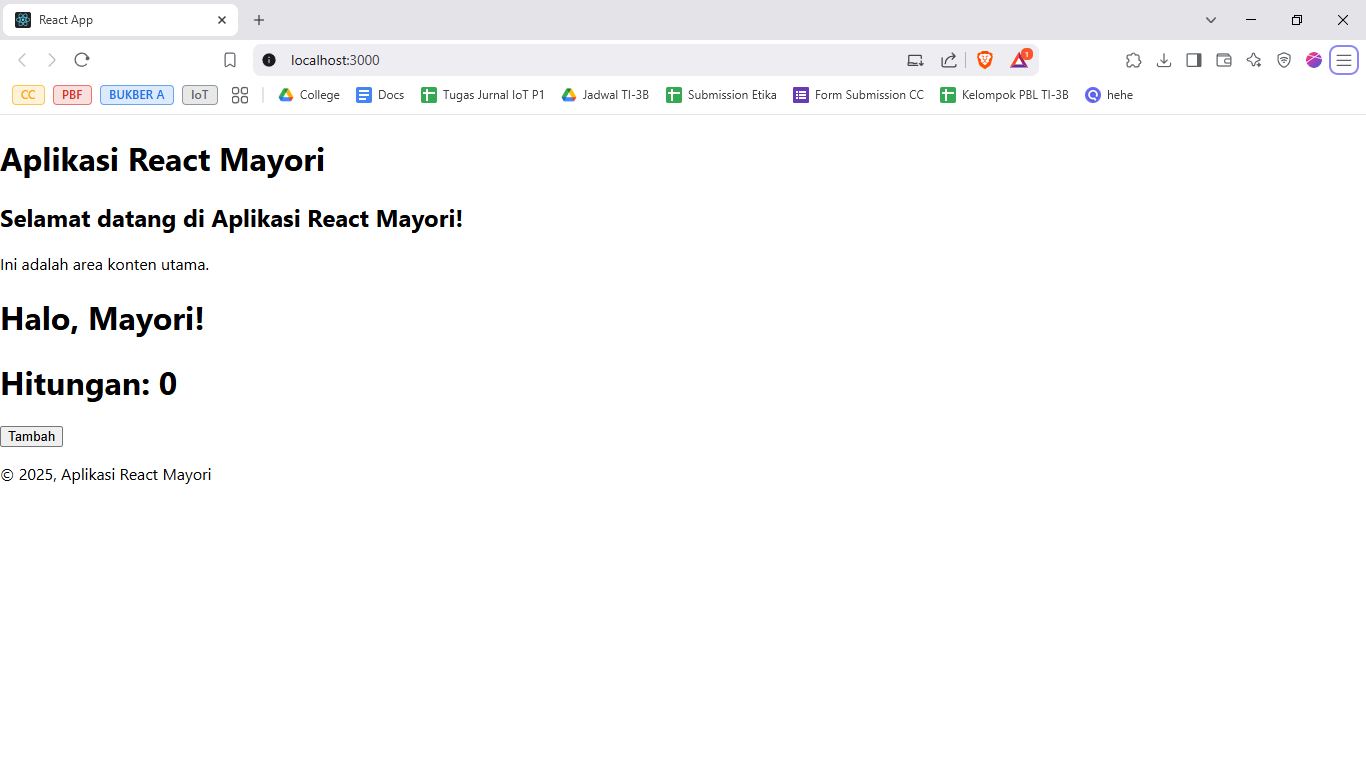 React App
localhost:3000
1
CC PBF BUKBER A IoT College Docs Tugas Jurnal IoT P1 Jadwal TI-3B Submission Etika Form Submission CC Kelompok PBL TI-3B hehe
Aplikasi React Mayori
Selamat datang di Aplikasi React Mayori!
Ini adalah area konten utama.
Halo, Mayori!
Hitungan: 0
Tambah
© 2025, Aplikasi React Mayori